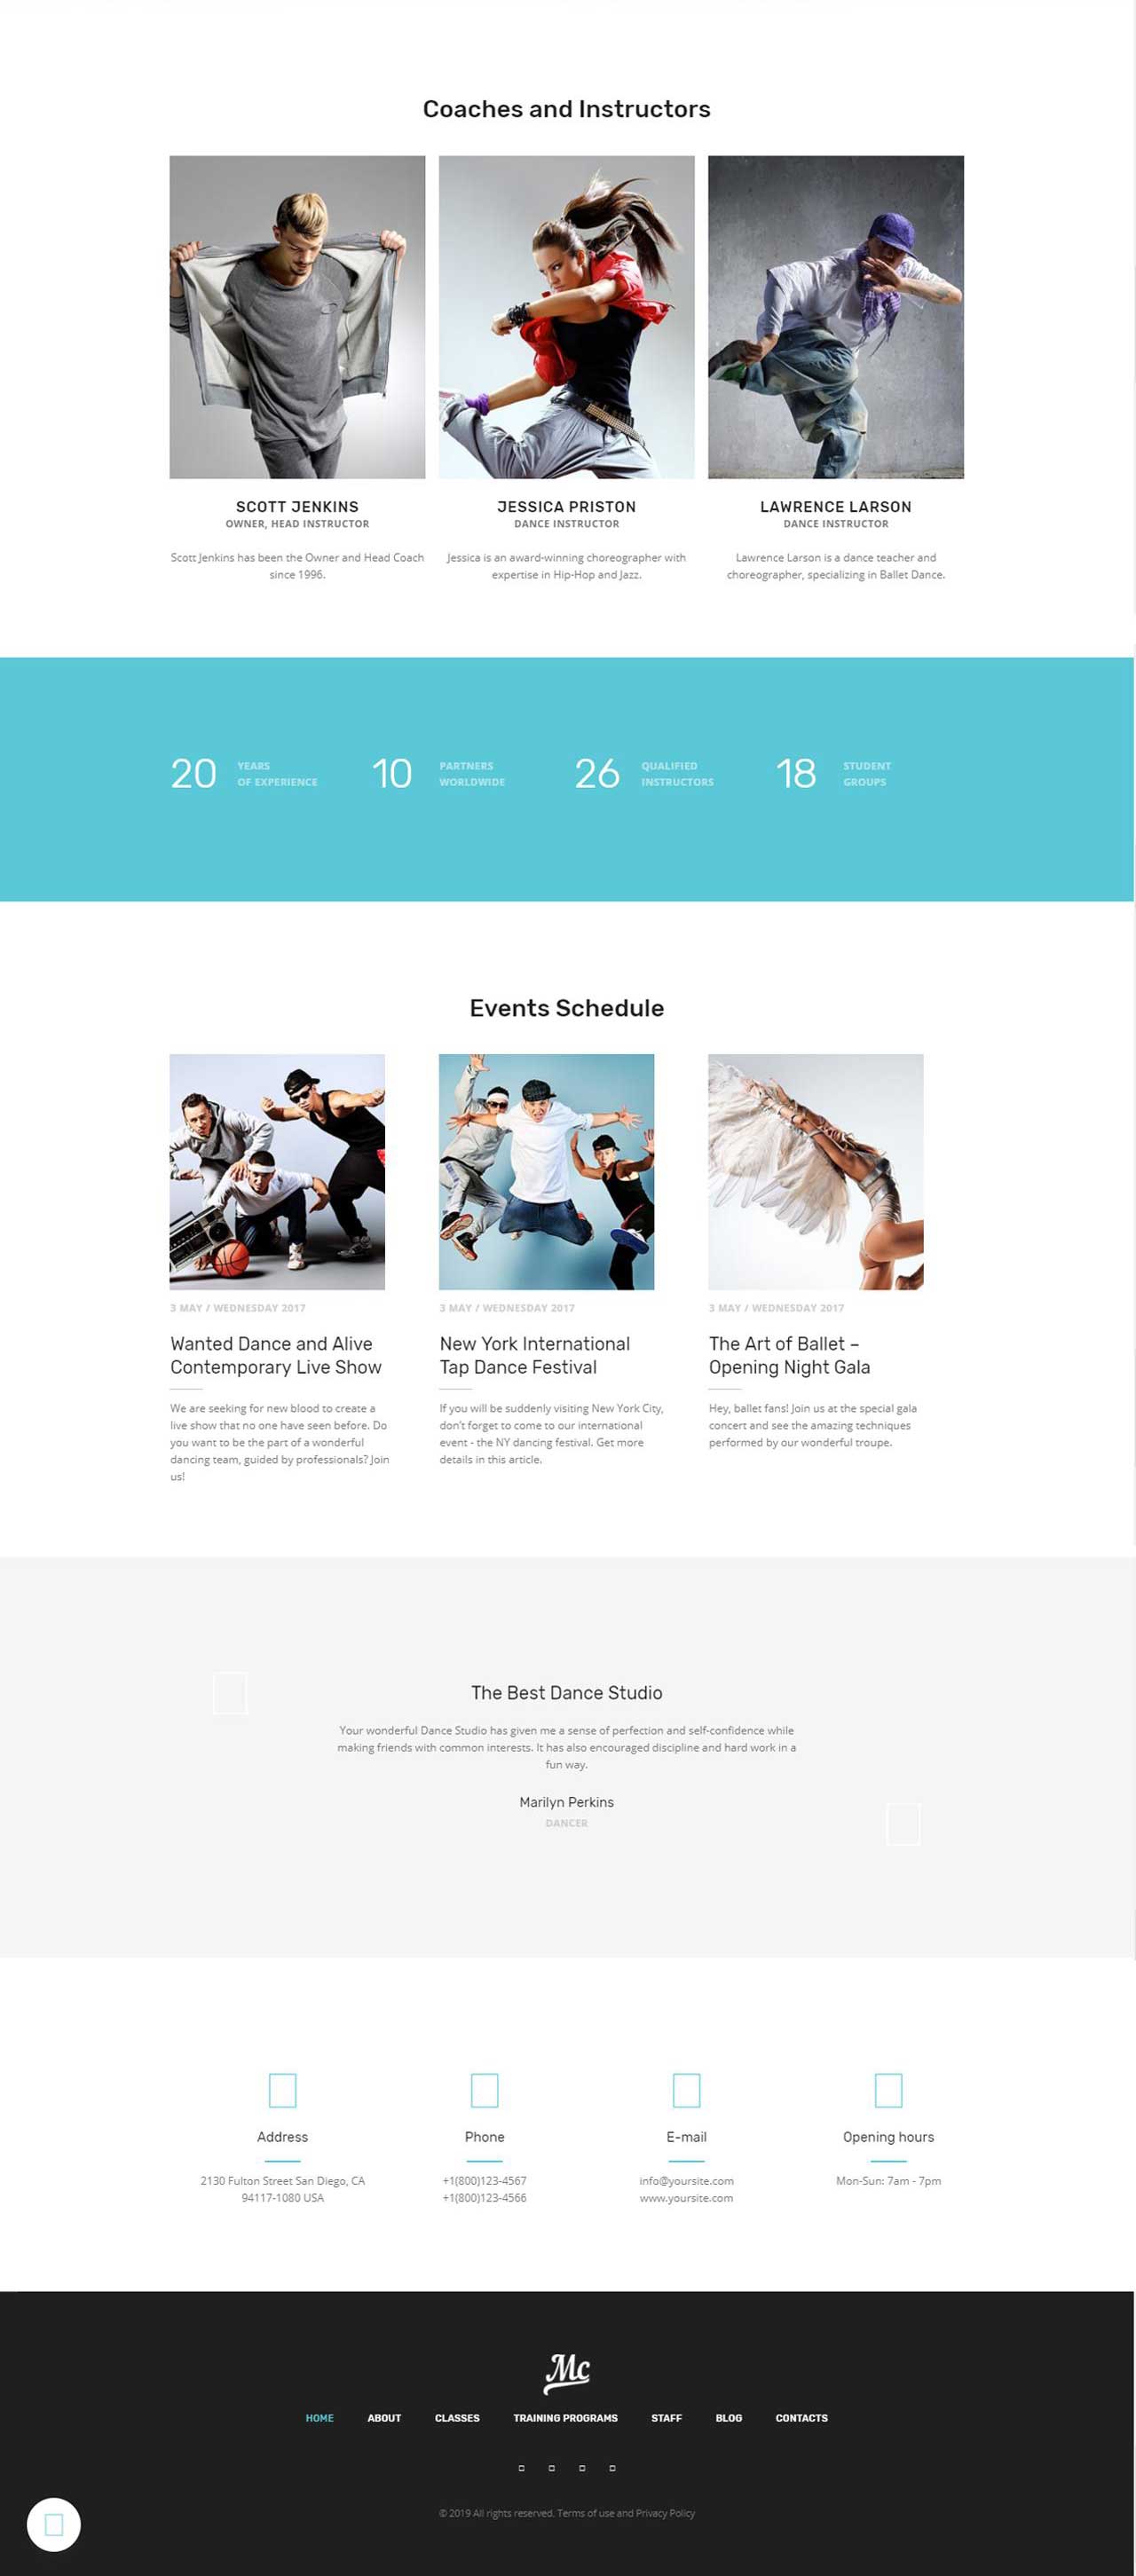 Coaches and Instructors
SCOTT JENKINS
OWNER, HEAD INSTRUCTOR
Scott Jenkins has been the Owner and Head Coach
since 1996.
JESSICA PRISTON
DANCE INSTRUCTOR
Jessica is an award-winning choreographer with
expertise in Hip-Hop and Jazz.
LAWRENCE LARSON
DANCE INSTRUCTOR
Lawrence Larson is a dance teacher and
choreographer, specializing in Ballet Dance.
20
YEARS
OF EXPERIENCE
10
PARTNERS
WORLDWIDE
26
QUALIFIED
INSTRUCTORS
18
STUDENT
GROUPS
Events Schedule
3 MAY / WEDNESDAY 2017
Wanted Dance and Alive
Contemporary Live Show
We are seeking for new blood to create a
live show that no one have seen before. Do
you want to be the part of a wonderful
dancing team, guided by professionals? Join
us!
3 MAY / WEDNESDAY 2017
New York International
Tap Dance Festival
If you will be suddenly visiting New York City,
don't forget to come to our international
event - the NY dancing festival. Get more
details in this article.
3 MAY / WEDNESDAY 2017
The Art of Ballet –
Opening Night Gala
Hey, ballet fans! Join us at the special gala
concert and see the amazing techniques
performed by our wonderful troupe.
The Best Dance Studio
Your wonderful Dance Studio has given me a sense of perfection and self-confidence while
making friends with common interests. It has also encouraged discipline and hard work in a
fun way.
Marilyn Perkins
DANCER
Address
2130 Fulton Street San Diego, CA
94117-1080 USA
Phone
+1(800)123-4567
+1(800)123-4566
E-mail
info@yoursite.com
www.yoursite.com
Opening hours
Mon-Sun: 7am - 7pm
Mc
HOME ABOUT CLASSES TRAINING PROGRAMS STAFF BLOG CONTACTS
© 2019 All rights reserved. Terms of use and Privacy Policy